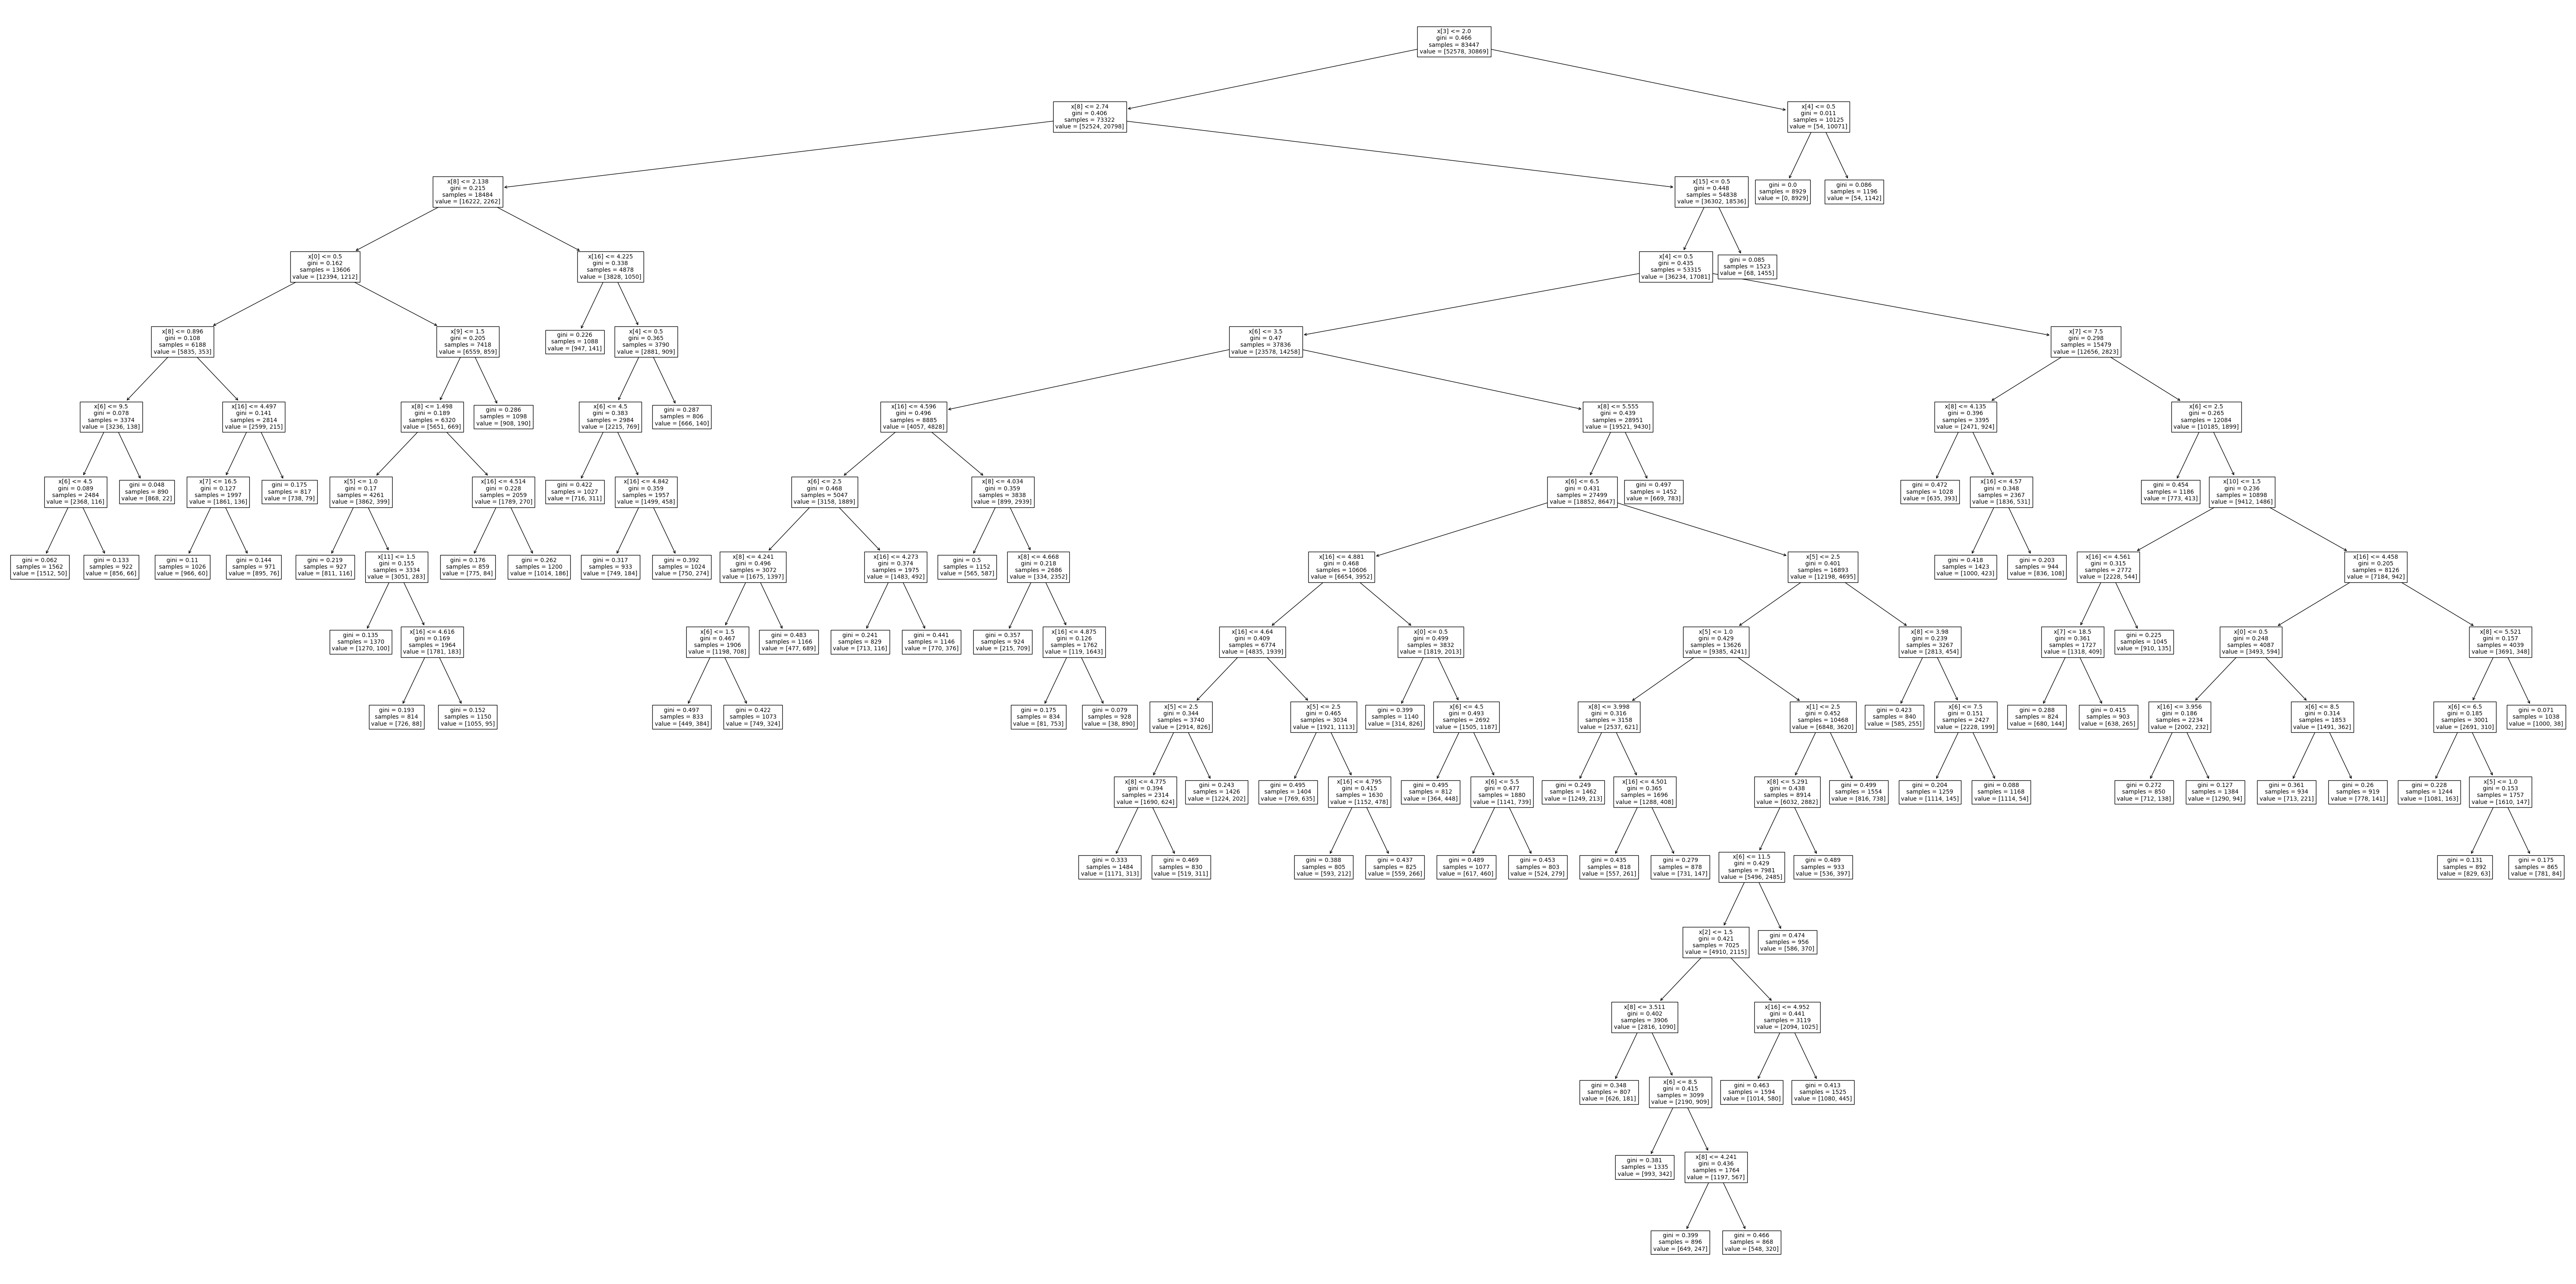 x[3] <= 2.0
gini = 0.466
samples = 83447
value = [52578, 30869]
x[8] <= 2.74
gini = 0.406
samples = 73322
value = [52524, 20798]
x[4] <= 0.5
gini = 0.011
samples = 10125
value = [54, 10071]
x[8] <= 2.138
gini = 0.215
samples = 18484
value = [16222, 2262]
x[15] <= 0.5
gini = 0.448
samples = 54838
value = [36302, 18536]
gini = 0.0
samples = 8929
value = [0, 8929]
gini = 0.086
samples = 1196
value = [54, 1142]
x[0] <= 0.5
gini = 0.162
samples = 13606
value = [12394, 1212]
x[16] <= 4.225
gini = 0.338
samples = 4878
value = [3828, 1050]
x[4] <= 0.5
gini = 0.435
samples = 53315
value = [36234, 17081]
gini = 0.085
samples = 1523
value = [68, 1455]
x[8] <= 0.896
gini = 0.108
samples = 6188
value = [5835, 353]
x[9] <= 1.5
gini = 0.205
samples = 7418
value = [6559, 859]
gini = 0.226
samples = 1088
value = [947, 141]
x[4] <= 0.5
gini = 0.365
samples = 3790
value = [2881, 909]
x[6] <= 3.5
gini = 0.47
samples = 37836
value = [23578, 14258]
x[7] <= 7.5
gini = 0.298
samples = 15479
value = [12656, 2823]
x[6] <= 9.5
gini = 0.078
samples = 3374
value = [3236, 138]
x[16] <= 4.497
gini = 0.141
samples = 2814
value = [2599, 215]
x[8] <= 1.498
gini = 0.189
samples = 6320
value = [5651, 669]
gini = 0.286
samples = 1098
value = [908, 190]
x[6] <= 4.5
gini = 0.383
samples = 2984
value = [2215, 769]
gini = 0.287
samples = 806
value = [666, 140]
x[16] <= 4.596
gini = 0.496
samples = 8885
value = [4057, 4828]
x[8] <= 5.555
gini = 0.439
samples = 28951
value = [19521, 9430]
x[8] <= 4.135
gini = 0.396
samples = 3395
value = [2471, 924]
x[6] <= 2.5
gini = 0.265
samples = 12084
value = [10185, 1899]
x[6] <= 4.5
gini = 0.089
samples = 2484
value = [2368, 116]
gini = 0.048
samples = 890
value = [868, 22]
x[7] <= 16.5
gini = 0.127
samples = 1997
value = [1861, 136]
gini = 0.175
samples = 817
value = [738, 79]
x[5] <= 1.0
gini = 0.17
samples = 4261
value = [3862, 399]
x[16] <= 4.514
gini = 0.228
samples = 2059
value = [1789, 270]
gini = 0.422
samples = 1027
value = [716, 311]
x[16] <= 4.842
gini = 0.359
samples = 1957
value = [1499, 458]
x[6] <= 2.5
gini = 0.468
samples = 5047
value = [3158, 1889]
x[8] <= 4.034
gini = 0.359
samples = 3838
value = [899, 2939]
x[6] <= 6.5
gini = 0.431
samples = 27499
value = [18852, 8647]
gini = 0.497
samples = 1452
value = [669, 783]
gini = 0.472
samples = 1028
value = [635, 393]
x[16] <= 4.57
gini = 0.348
samples = 2367
value = [1836, 531]
gini = 0.454
samples = 1186
value = [773, 413]
x[10] <= 1.5
gini = 0.236
samples = 10898
value = [9412, 1486]
gini = 0.062
samples = 1562
value = [1512, 50]
gini = 0.133
samples = 922
value = [856, 66]
gini = 0.11
samples = 1026
value = [966, 60]
gini = 0.144
samples = 971
value = [895, 76]
gini = 0.219
samples = 927
value = [811, 116]
x[11] <= 1.5
gini = 0.155
samples = 3334
value = [3051, 283]
gini = 0.176
samples = 859
value = [775, 84]
gini = 0.262
samples = 1200
value = [1014, 186]
gini = 0.317
samples = 933
value = [749, 184]
gini = 0.392
samples = 1024
value = [750, 274]
x[8] <= 4.241
gini = 0.496
samples = 3072
value = [1675, 1397]
x[16] <= 4.273
gini = 0.374
samples = 1975
value = [1483, 492]
gini = 0.5
samples = 1152
value = [565, 587]
x[8] <= 4.668
gini = 0.218
samples = 2686
value = [334, 2352]
x[16] <= 4.881
gini = 0.468
samples = 10606
value = [6654, 3952]
x[5] <= 2.5
gini = 0.401
samples = 16893
value = [12198, 4695]
gini = 0.418
samples = 1423
value = [1000, 423]
gini = 0.203
samples = 944
value = [836, 108]
x[16] <= 4.561
gini = 0.315
samples = 2772
value = [2228, 544]
x[16] <= 4.458
gini = 0.205
samples = 8126
value = [7184, 942]
gini = 0.135
samples = 1370
value = [1270, 100]
x[16] <= 4.616
gini = 0.169
samples = 1964
value = [1781, 183]
x[6] <= 1.5
gini = 0.467
samples = 1906
value = [1198, 708]
gini = 0.483
samples = 1166
value = [477, 689]
gini = 0.241
samples = 829
value = [713, 116]
gini = 0.441
samples = 1146
value = [770, 376]
gini = 0.357
samples = 924
value = [215, 709]
x[16] <= 4.875
gini = 0.126
samples = 1762
value = [119, 1643]
x[16] <= 4.64
gini = 0.409
samples = 6774
value = [4835, 1939]
x[0] <= 0.5
gini = 0.499
samples = 3832
value = [1819, 2013]
x[5] <= 1.0
gini = 0.429
samples = 13626
value = [9385, 4241]
x[8] <= 3.98
gini = 0.239
samples = 3267
value = [2813, 454]
x[7] <= 18.5
gini = 0.361
samples = 1727
value = [1318, 409]
gini = 0.225
samples = 1045
value = [910, 135]
x[0] <= 0.5
gini = 0.248
samples = 4087
value = [3493, 594]
x[8] <= 5.521
gini = 0.157
samples = 4039
value = [3691, 348]
gini = 0.193
samples = 814
value = [726, 88]
gini = 0.152
samples = 1150
value = [1055, 95]
gini = 0.497
samples = 833
value = [449, 384]
gini = 0.422
samples = 1073
value = [749, 324]
gini = 0.175
samples = 834
value = [81, 753]
gini = 0.079
samples = 928
value = [38, 890]
x[5] <= 2.5
gini = 0.344
samples = 3740
value = [2914, 826]
x[5] <= 2.5
gini = 0.465
samples = 3034
value = [1921, 1113]
gini = 0.399
samples = 1140
value = [314, 826]
x[6] <= 4.5
gini = 0.493
samples = 2692
value = [1505, 1187]
x[8] <= 3.998
gini = 0.316
samples = 3158
value = [2537, 621]
x[1] <= 2.5
gini = 0.452
samples = 10468
value = [6848, 3620]
gini = 0.423
samples = 840
value = [585, 255]
x[6] <= 7.5
gini = 0.151
samples = 2427
value = [2228, 199]
gini = 0.288
samples = 824
value = [680, 144]
gini = 0.415
samples = 903
value = [638, 265]
x[16] <= 3.956
gini = 0.186
samples = 2234
value = [2002, 232]
x[6] <= 8.5
gini = 0.314
samples = 1853
value = [1491, 362]
x[6] <= 6.5
gini = 0.185
samples = 3001
value = [2691, 310]
gini = 0.071
samples = 1038
value = [1000, 38]
x[8] <= 4.775
gini = 0.394
samples = 2314
value = [1690, 624]
gini = 0.243
samples = 1426
value = [1224, 202]
gini = 0.495
samples = 1404
value = [769, 635]
x[16] <= 4.795
gini = 0.415
samples = 1630
value = [1152, 478]
gini = 0.495
samples = 812
value = [364, 448]
x[6] <= 5.5
gini = 0.477
samples = 1880
value = [1141, 739]
gini = 0.249
samples = 1462
value = [1249, 213]
x[16] <= 4.501
gini = 0.365
samples = 1696
value = [1288, 408]
x[8] <= 5.291
gini = 0.438
samples = 8914
value = [6032, 2882]
gini = 0.499
samples = 1554
value = [816, 738]
gini = 0.204
samples = 1259
value = [1114, 145]
gini = 0.088
samples = 1168
value = [1114, 54]
gini = 0.272
samples = 850
value = [712, 138]
gini = 0.127
samples = 1384
value = [1290, 94]
gini = 0.361
samples = 934
value = [713, 221]
gini = 0.26
samples = 919
value = [778, 141]
gini = 0.228
samples = 1244
value = [1081, 163]
x[5] <= 1.0
gini = 0.153
samples = 1757
value = [1610, 147]
gini = 0.333
samples = 1484
value = [1171, 313]
gini = 0.469
samples = 830
value = [519, 311]
gini = 0.388
samples = 805
value = [593, 212]
gini = 0.437
samples = 825
value = [559, 266]
gini = 0.489
samples = 1077
value = [617, 460]
gini = 0.453
samples = 803
value = [524, 279]
gini = 0.435
samples = 818
value = [557, 261]
gini = 0.279
samples = 878
value = [731, 147]
x[6] <= 11.5
gini = 0.429
samples = 7981
value = [5496, 2485]
gini = 0.489
samples = 933
value = [536, 397]
gini = 0.131
samples = 892
value = [829, 63]
gini = 0.175
samples = 865
value = [781, 84]
x[2] <= 1.5
gini = 0.421
samples = 7025
value = [4910, 2115]
gini = 0.474
samples = 956
value = [586, 370]
x[8] <= 3.511
gini = 0.402
samples = 3906
value = [2816, 1090]
x[16] <= 4.952
gini = 0.441
samples = 3119
value = [2094, 1025]
gini = 0.348
samples = 807
value = [626, 181]
x[6] <= 8.5
gini = 0.415
samples = 3099
value = [2190, 909]
gini = 0.463
samples = 1594
value = [1014, 580]
gini = 0.413
samples = 1525
value = [1080, 445]
gini = 0.381
samples = 1335
value = [993, 342]
x[8] <= 4.241
gini = 0.436
samples = 1764
value = [1197, 567]
gini = 0.399
samples = 896
value = [649, 247]
gini = 0.466
samples = 868
value = [548, 320]